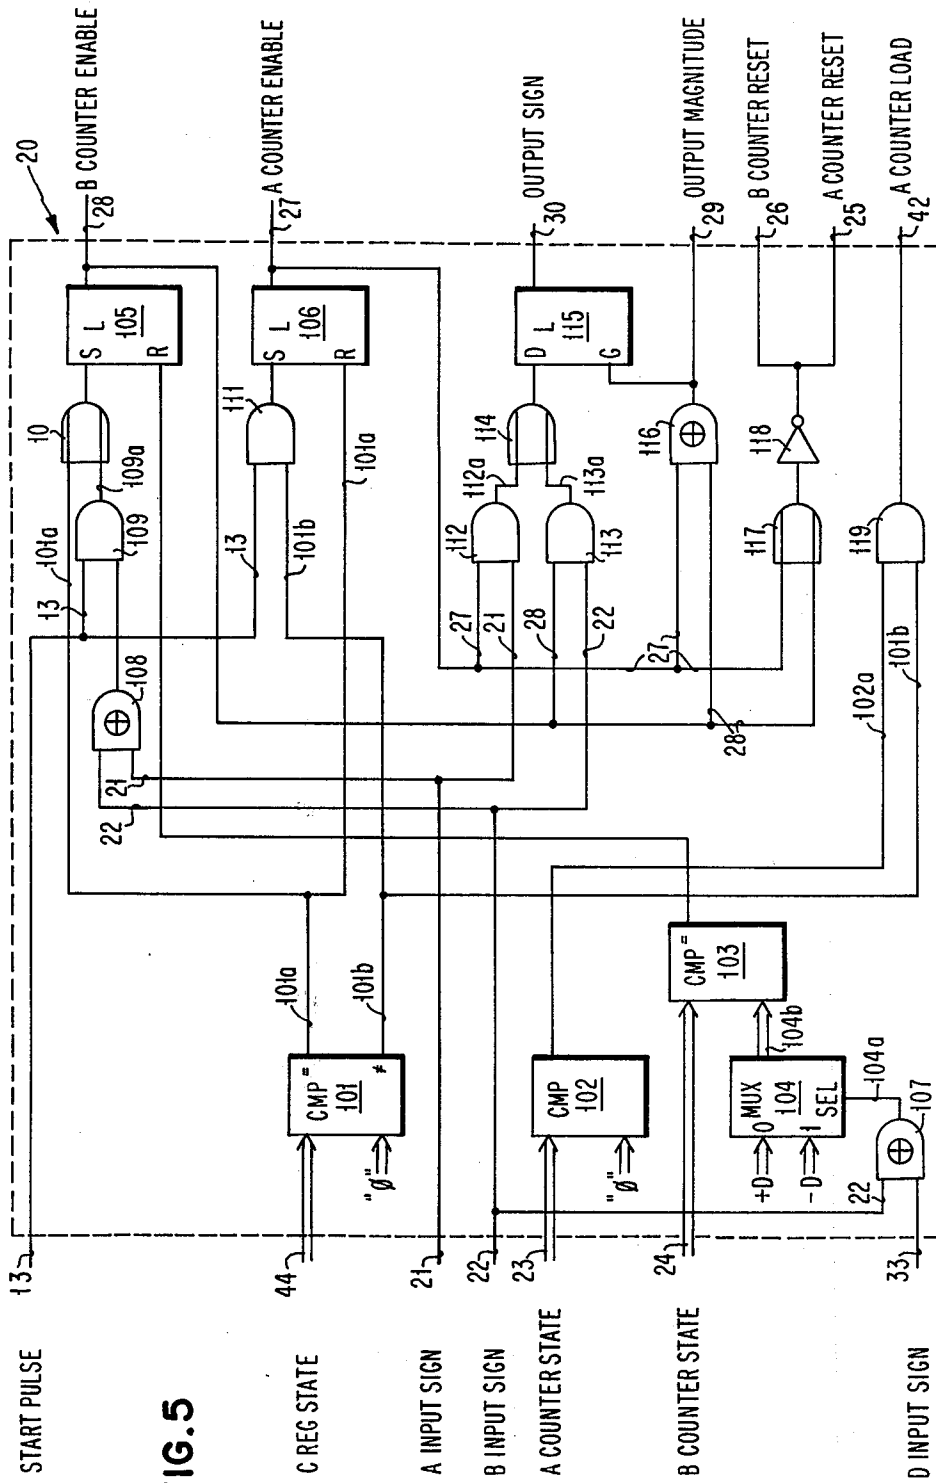 START PULSE
13
C REG STATE
44
A INPUT SIGN
21
B INPUT SIGN
22
A COUNTER STATE
23
B COUNTER STATE
24
D INPUT SIGN
33
IG.5
CMP =
101
≠
"Ø"
101a
101b
CMP
102
"Ø"
CMP =
103
104b
+D 0 MUX
104
-D 1 SEL
104a
22
107
22
21
108
13
101a
109
109a
10
S L
105
R
13
101b
111
S L
106
R
101a
27
21
28
22
112
112a
113
113a
114
D L
115
G
27
27
28
116
117
118
102a
101b
119
20
B COUNTER ENABLE
28
A COUNTER ENABLE
27
OUTPUT SIGN
30
OUTPUT MAGNITUDE
29
B COUNTER RESET
26
A COUNTER RESET
25
A COUNTER LOAD
42